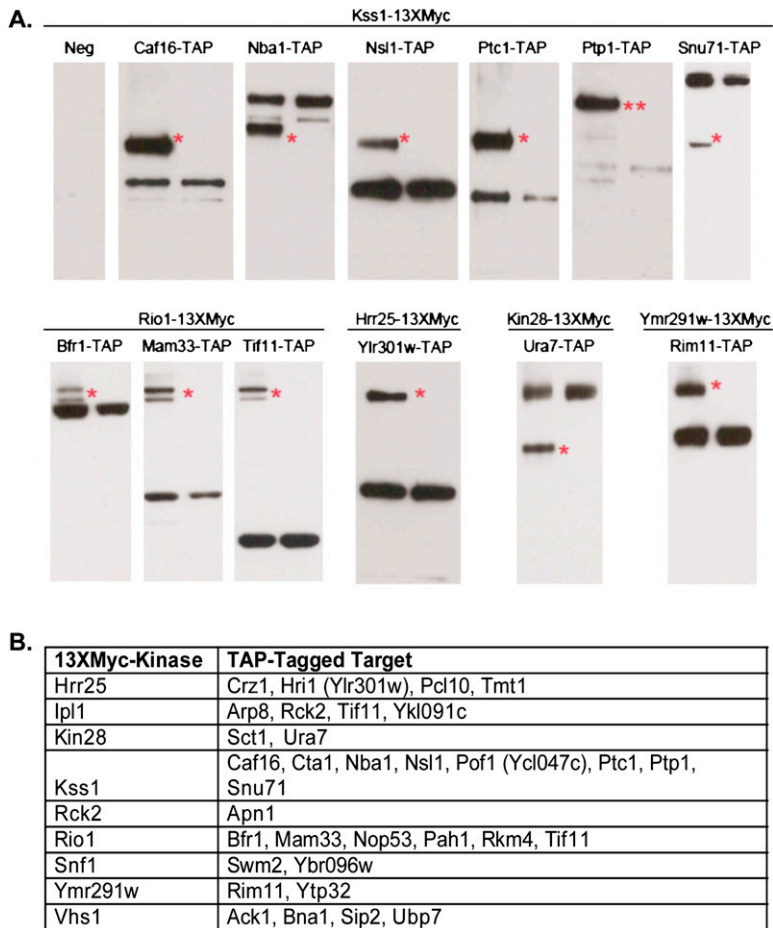 A.
Kss1-13XMyc
Neg Caf16-TAP Nba1-TAP Nsl1-TAP Ptc1-TAP Ptp1-TAP Snu71-TAP
* * * * ** *
Rio1-13XMyc Hrr25-13XMyc Kin28-13XMyc Ymr291w-13XMyc
Bfr1-TAP Mam33-TAP Tif11-TAP Ylr301w-TAP Ura7-TAP Rim11-TAP
* * * * * *
B.
13XMyc-Kinase TAP-Tagged Target
Hrr25 Crz1, Hri1 (Ylr301w), Pcl10, Tmt1
Ipl1 Arp8, Rck2, Tif11, Ykl091c
Kin28 Sct1, Ura7
Caf16, Cta1, Nba1, Nsl1, Pof1 (Ycl047c), Ptc1, Ptp1,
Kss1 Snu71
Rck2 Apn1
Rio1 Bfr1, Mam33, Nop53, Pah1, Rkm4, Tif11
Snf1 Swm2, Ybr096w
Ymr291w Rim11, Ytp32
Vhs1 Ack1, Bna1, Sip2, Ubp7